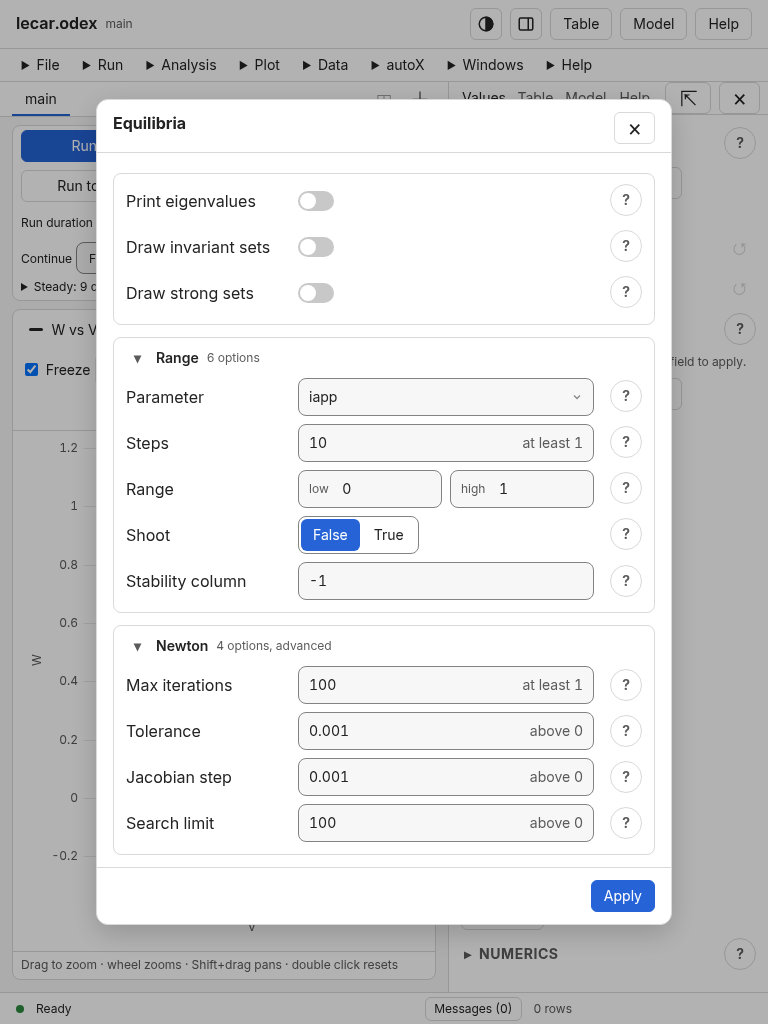 lecar.odex main Table Model Help
File Run Analysis Plot Data autoX Windows Help
main Values Table Model Help
Equilibria
Run
Run to
Run duration
Continue F
Steady: 9 c
W vs V
Freeze
field to apply.
Print eigenvalues ?
Draw invariant sets ?
Draw strong sets ?
Range 6 options
Parameter iapp ?
Steps 10 at least 1 ?
Range low 0 high 1 ?
Shoot False True ?
Stability column -1 ?
Newton 4 options, advanced
Max iterations 100 at least 1 ?
Tolerance 0.001 above 0 ?
Jacobian step 0.001 above 0 ?
Search limit 100 above 0 ?
Apply
1.2
1
0.8
0.6
W
0.4
0.2
0
-0.2
V
?
?
NUMERICS ?
Drag to zoom · wheel zooms · Shift+drag pans · double click resets
Ready Messages (0) 0 rows